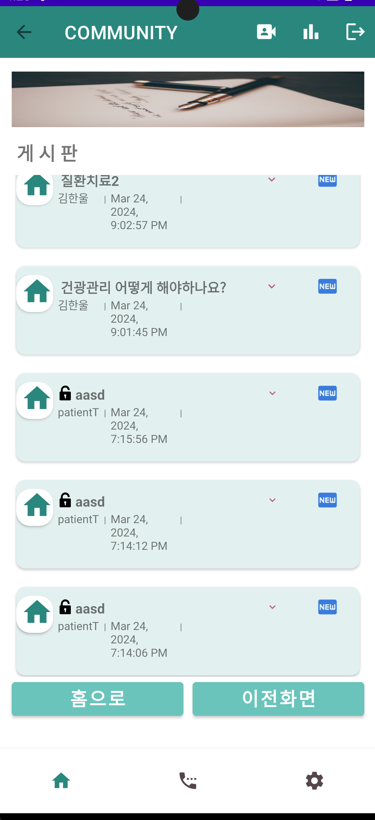 COMMUNITY
게 시 판
질환치료2
NEW
김한울 | Mar 24, |
2024,
9:02:57 PM
건광관리 어떻게 해야하나요?
NEW
김한울 | Mar 24, |
2024,
9:01:45 PM
aasd
NEW
patientT | Mar 24, |
2024,
7:15:56 PM
aasd
NEW
patientT | Mar 24, |
2024,
7:14:12 PM
aasd
NEW
patientT | Mar 24, |
2024,
7:14:06 PM
홈으로 이전화면